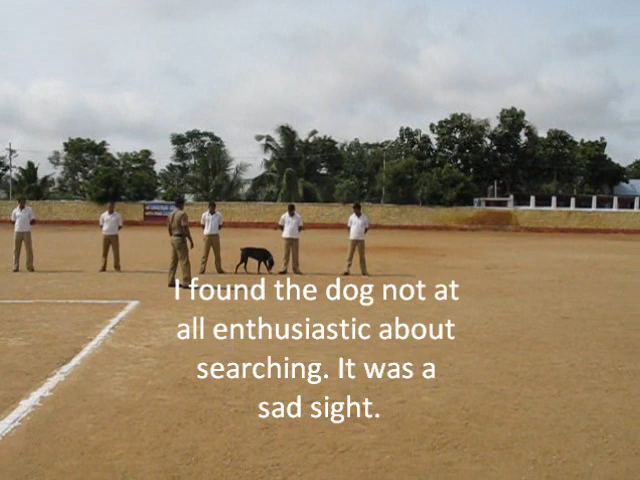 I found the dog not at
all enthusiastic about
searching. It was a
sad sight.